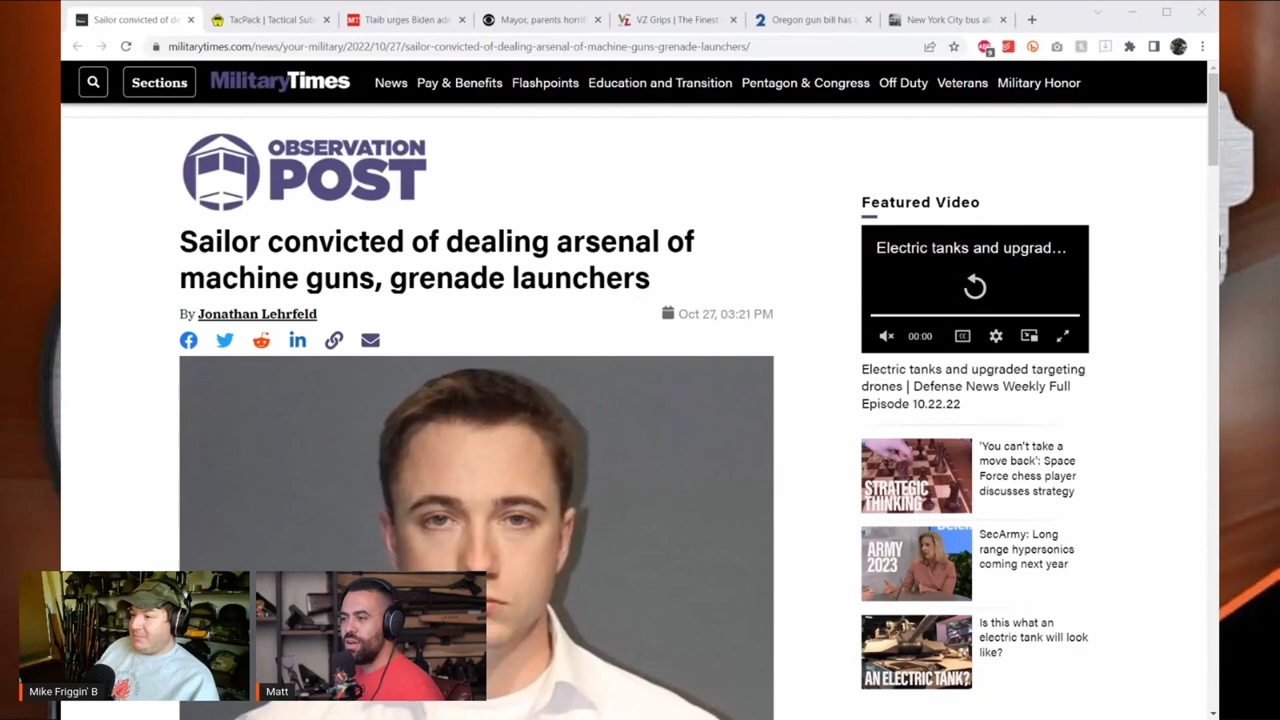 Sailor convicted of de
TacPack | Tactical Sub
Tlaib urges Biden adm
Mayor, parents horrif
VZ Grips | The Finest
Oregon gun bill has c
New York City bus all
militarytimes.com/news/your-military/2022/10/27/sailor-convicted-of-dealing-arsenal-of-machine-guns-grenade-launchers/
Sections
MilitaryTimes
News
Pay & Benefits
Flashpoints
Education and Transition
Pentagon & Congress
Off Duty
Veterans
Military Honor
OBSERVATION
POST
Sailor convicted of dealing arsenal of
machine guns, grenade launchers
By Jonathan Lehrfeld
Oct 27, 03:21 PM
Featured Video
Electric tanks and upgrad...
00:00
CC
Electric tanks and upgraded targeting
drones | Defense News Weekly Full
Episode 10.22.22
STRATEGIC
THINKING
'You can't take a
move back': Space
Force chess player
discusses strategy
ARMY
2023
SecArmy: Long
range hypersonics
coming next year
AN ELECTRIC TANK?
Is this what an
electric tank will look
like?
Mike Friggin' B
Matt